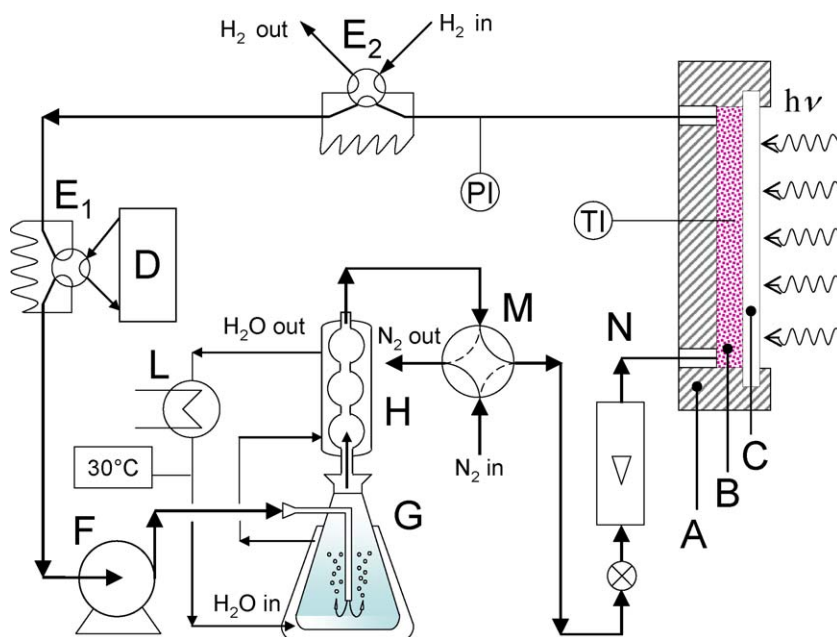 H2 out
E2
H2 in
hν
PI
E1
TI
D
H2O out
N2 out
M
N
L
H
30°C
N2 in
C
B
A
F
G
H2O in